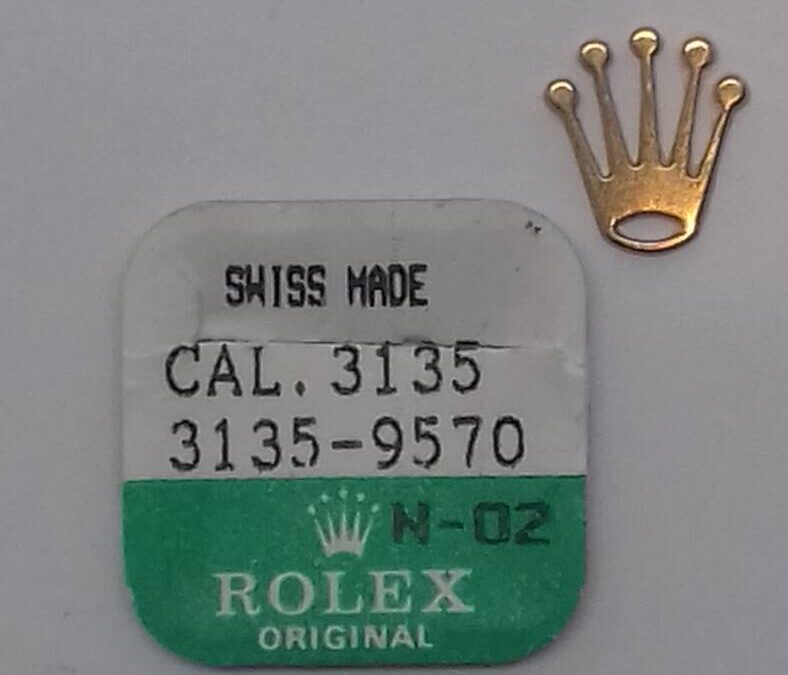 SWISS MADE
CAL. 3135
3135-9570
N-02
ROLEX
ORIGINAL